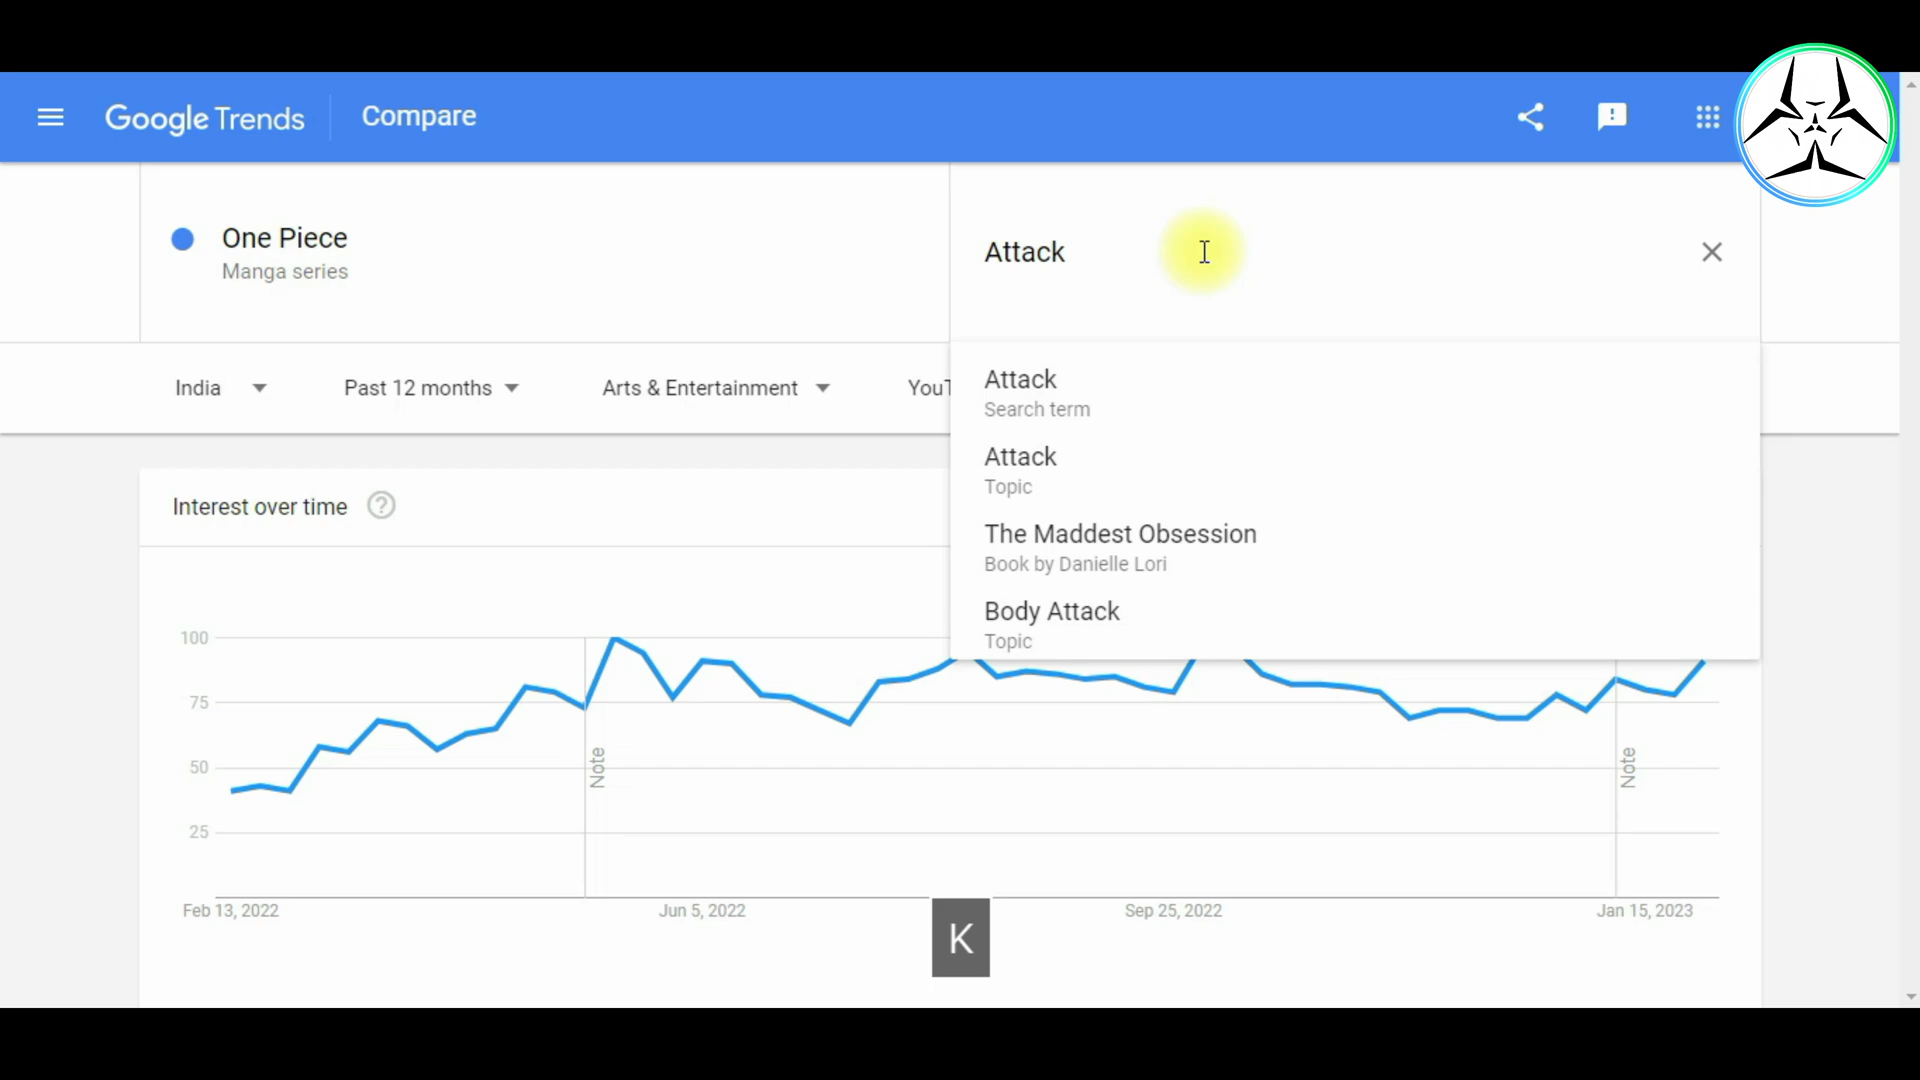 Google Trends
Compare
One Piece
Manga series
Attack
India
Past 12 months
Arts & Entertainment
YouT
Attack
Search term
Attack
Topic
The Maddest Obsession
Book by Danielle Lori
Body Attack
Topic
Interest over time
?
100
75
50
25
Note
Note
Feb 13, 2022
Jun 5, 2022
Sep 25, 2022
Jan 15, 2023
K